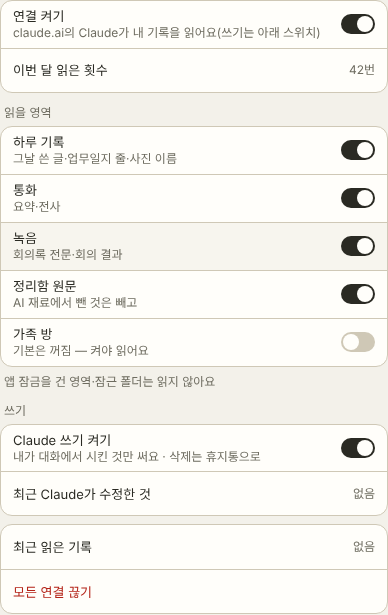 연결 켜기
claude.ai의 Claude가 내 기록을 읽어요(쓰기는 아래 스위치)
이번 달 읽은 횟수
42번
읽을 영역
하루 기록
그날 쓴 글·업무일지 줄·사진 이름
통화
요약·전사
녹음
회의록 전문·회의 결과
정리함 원문
AI 재료에서 뺀 것은 빼고
가족 방
기본은 꺼짐 — 켜야 읽어요
앱 잠금을 건 영역·잠근 폴더는 읽지 않아요
쓰기
Claude 쓰기 켜기
내가 대화에서 시킨 것만 써요 · 삭제는 휴지통으로
최근 Claude가 수정한 것
없음
최근 읽은 기록
없음
모든 연결 끊기